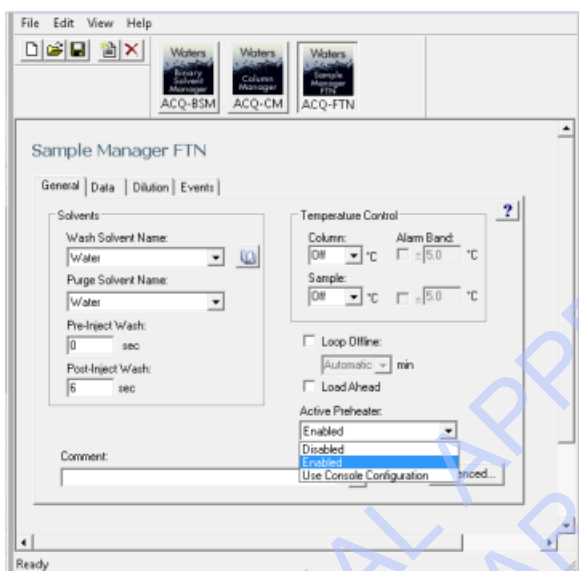 File Edit View Help
Waters Binary Solvent Manager
ACQ-BSM
Waters Column Manager
ACQ-CM
Waters Sample Manager FTN
ACQ-FTN
Sample Manager FTN
General Data Dilution Events
?
Solvents
Wash Solvent Name:
Water
Purge Solvent Name:
Water
Pre-Inject Wash:
0 sec
Post-Inject Wash:
6 sec
Temperature Control
Column: Alarm Band:
Off °C ± 5.0 °C
Sample:
Off °C ± 5.0 °C
Loop Offline:
Automatic min
Load Ahead
Active Preheater:
Enabled
Disabled
Enabled
Use Console Configuration
Comment:
Ready